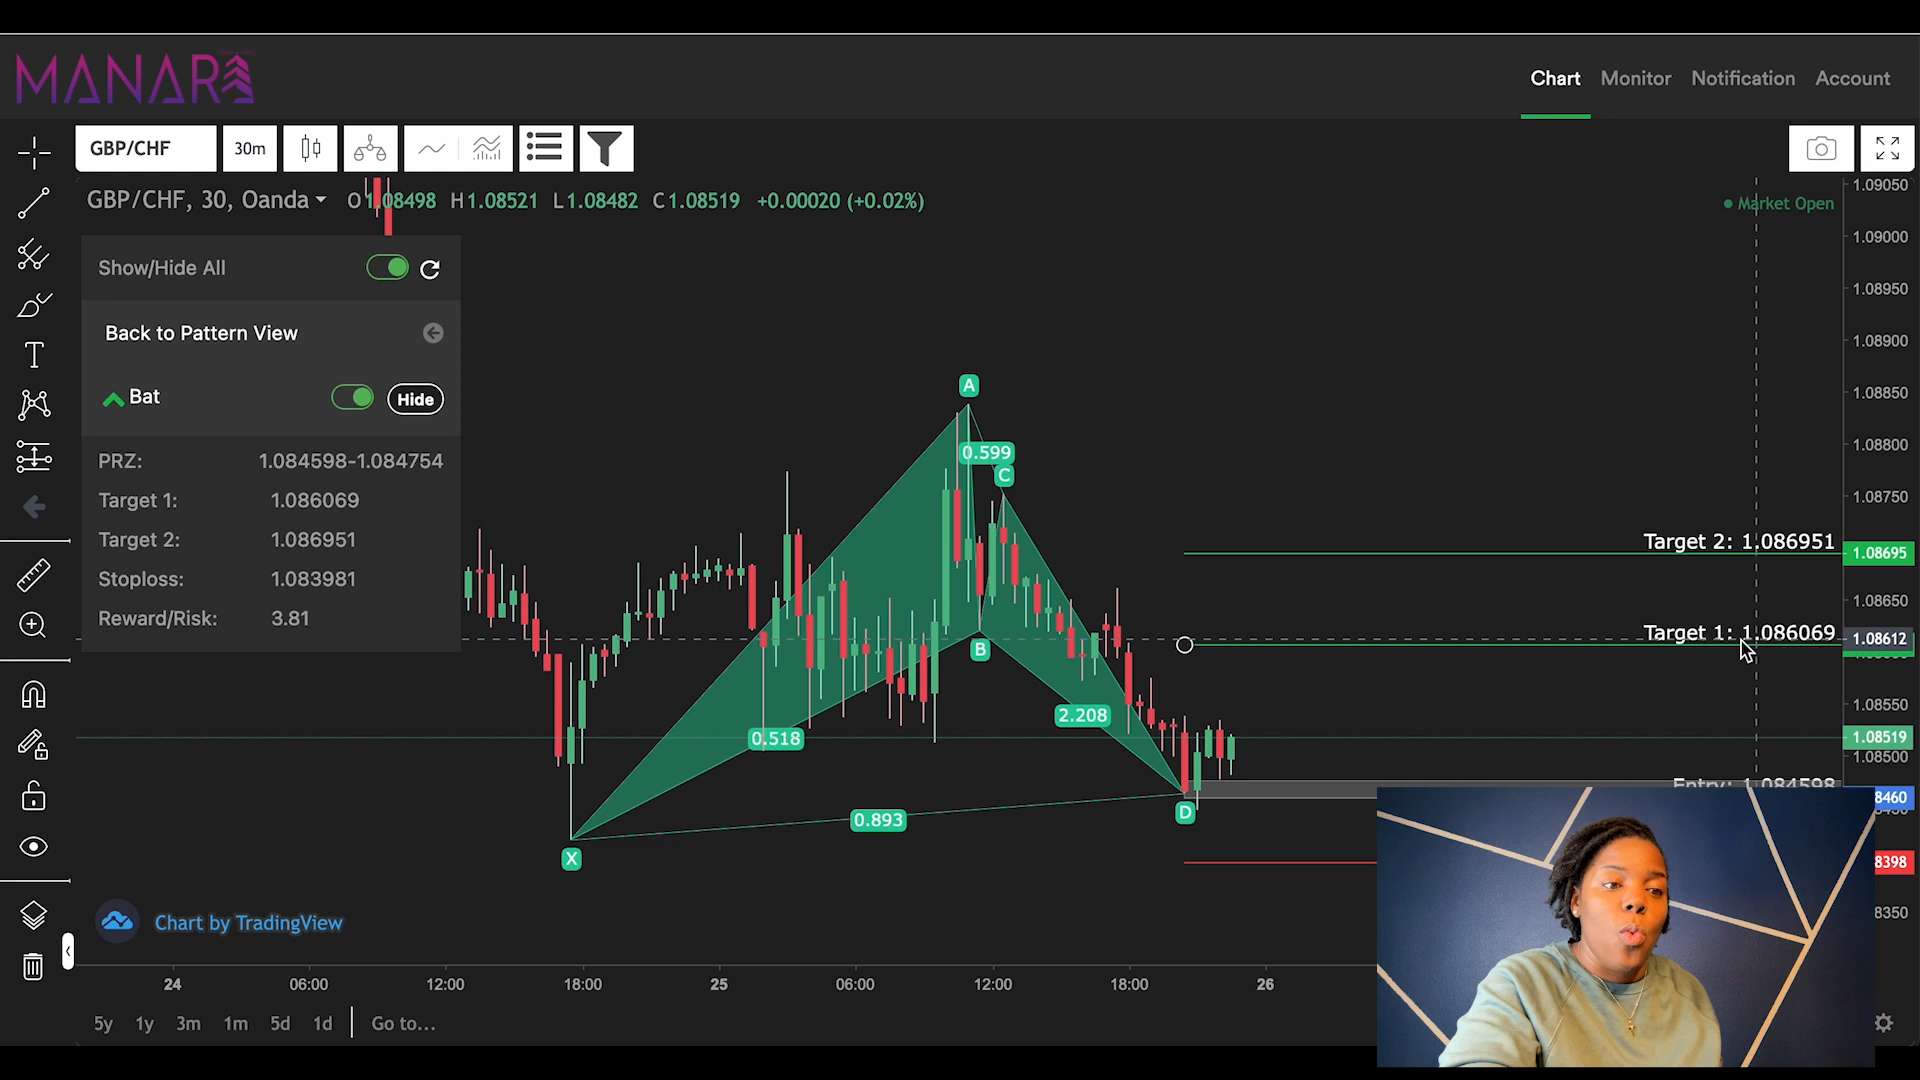 MANAR
Chart Monitor Notification Account
GBP/CHF 30m
GBP/CHF, 30, Oanda O1.08498 H1.08521 L1.08482 C1.08519 +0.00020 (+0.02%)
Market Open
1.09050
1.09000
1.08950
1.08900
1.08850
1.08800
1.08750
1.08695
1.08650
1.08612
1.08550
1.08519
1.08500
8460
8398
8350
Show/Hide All
Back to Pattern View
Bat Hide
PRZ: 1.084598-1.084754
Target 1: 1.086069
Target 2: 1.086951
Stoploss: 1.083981
Reward/Risk: 3.81
A
0.599
C
Target 2: 1.086951
Target 1: 1.086069
B
2.208
0.518
Entry: 1.084598
D
0.893
X
Chart by TradingView
24 06:00 12:00 18:00 25 06:00 12:00 18:00 26
5y 1y 3m 1m 5d 1d Go to...